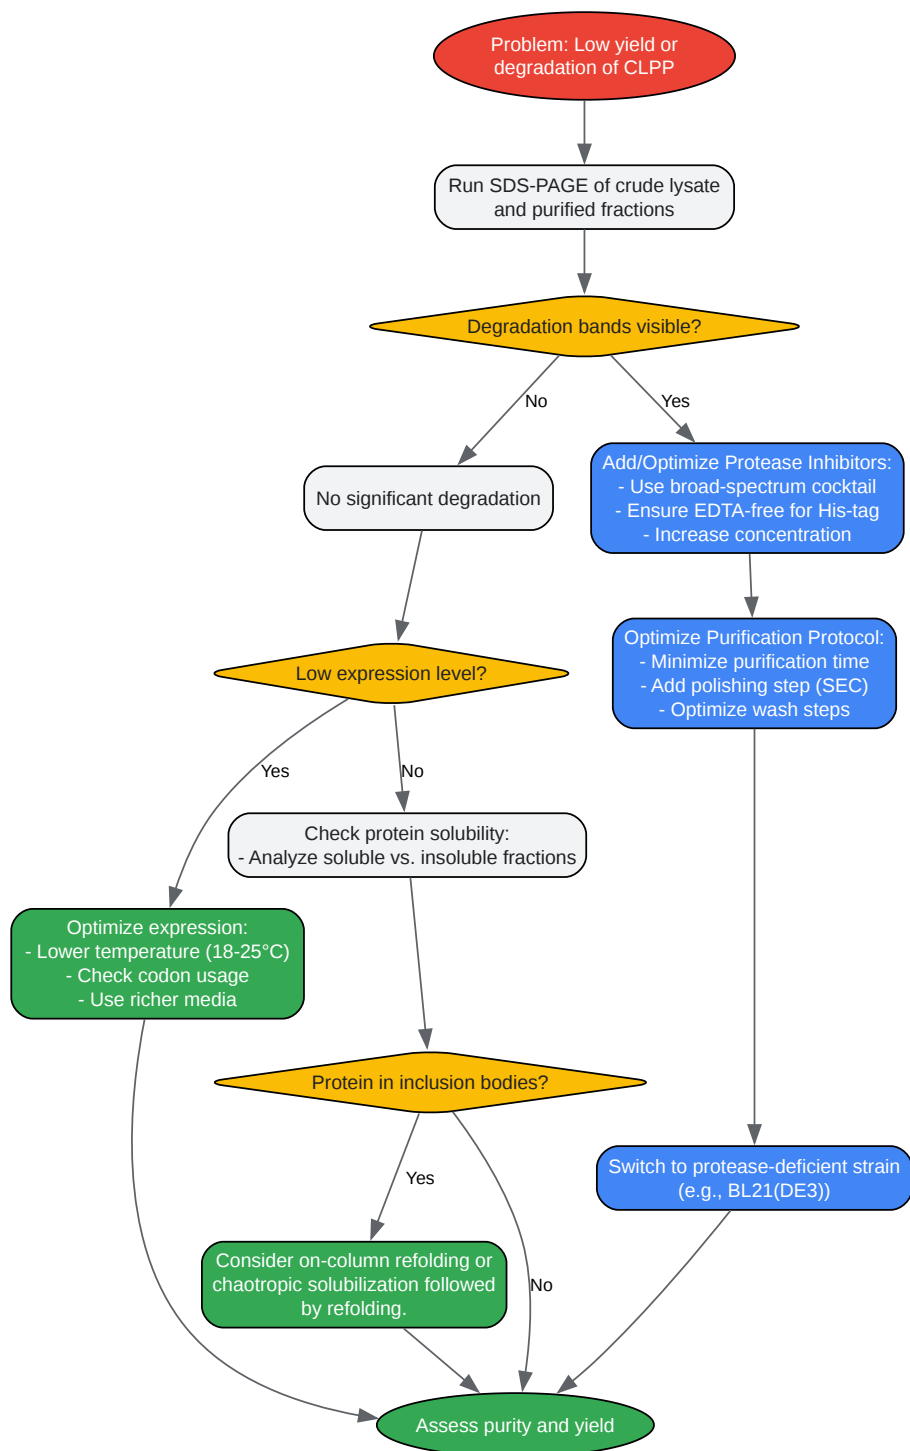 Problem: Low yield or
degradation of CLPP
Run SDS-PAGE of crude lysate
and purified fractions
Degradation bands visible?
No
Yes
No significant degradation
Add/Optimize Protease Inhibitors:
- Use broad-spectrum cocktail
- Ensure EDTA-free for His-tag
- Increase concentration
Optimize Purification Protocol:
- Minimize purification time
- Add polishing step (SEC)
- Optimize wash steps
Low expression level?
Yes
No
Check protein solubility:
- Analyze soluble vs. insoluble fractions
Optimize expression:
- Lower temperature (18-25°C)
- Check codon usage
- Use richer media
Protein in inclusion bodies?
Yes
No
Switch to protease-deficient strain
(e.g., BL21(DE3))
Consider on-column refolding or
chaotropic solubilization followed
by refolding.
Assess purity and yield